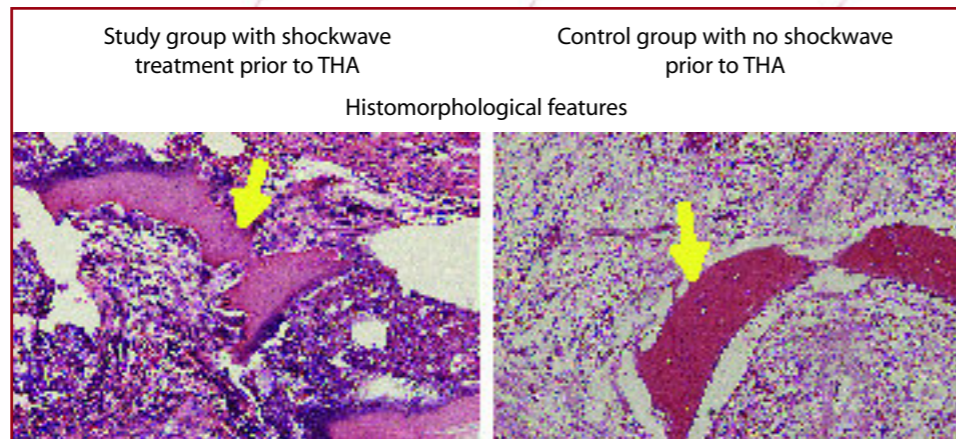 Study group with shockwave
treatment prior to THA
Control group with no shockwave
prior to THA
Histomorphological features